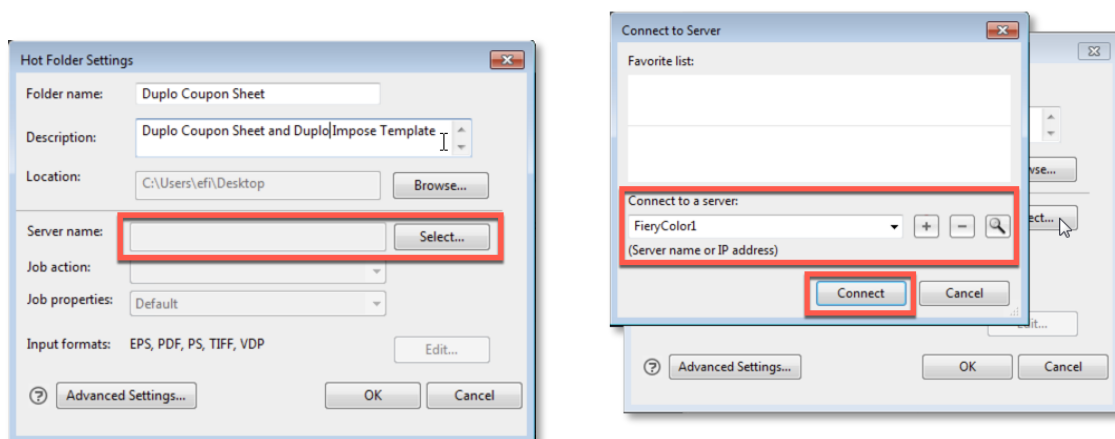 Hot Folder Settings
Folder name: Duplo Coupon Sheet
Description: Duplo Coupon Sheet and Duplo Impose Template
Location: C:\Users\efi\Desktop Browse...
Server name: Select...
Job action:
Job properties: Default
Input formats: EPS, PDF, PS, TIFF, VDP Edit...
? Advanced Settings... OK Cancel
Connect to Server
Favorite list:
Connect to a server:
FieryColor1 + −
(Server name or IP address)
Connect Cancel
? Advanced Settings... OK Cancel